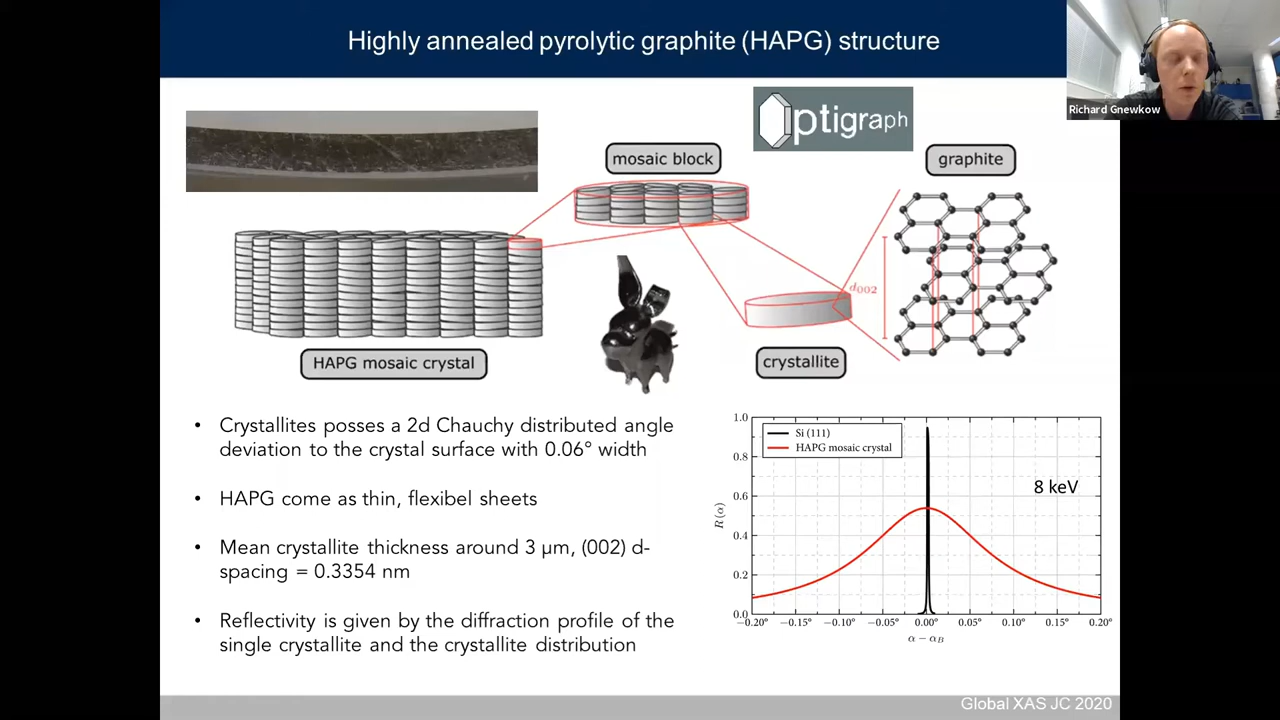 Highly annealed pyrolytic graphite (HAPG) structure
Richard Gnewkow
Optigraph
mosaic block
graphite
d002
HAPG mosaic crystal
crystallite
• Crystallites posses a 2d Chauchy distributed angle
deviation to the crystal surface with 0.06° width
• HAPG come as thin, flexibel sheets
• Mean crystallite thickness around 3 µm, (002) d-
spacing = 0.3354 nm
• Reflectivity is given by the diffraction profile of the
single crystallite and the crystallite distribution
Si (111)
HAPG mosaic crystal
8 keV
R(α)
1.0
0.8
0.6
0.4
0.2
0.0
−0.20° −0.15° −0.10° −0.05° 0.00° 0.05° 0.10° 0.15° 0.20°
α − αB
Global XAS JC 2020